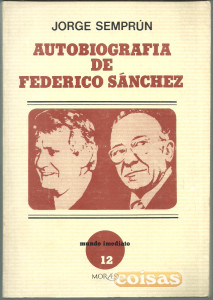 JORGE SEMPRÚN
AUTOBIOGRAFIA
DE
FEDERICO SÁNCHEZ
mundo imediato
12
MORAES
coisas